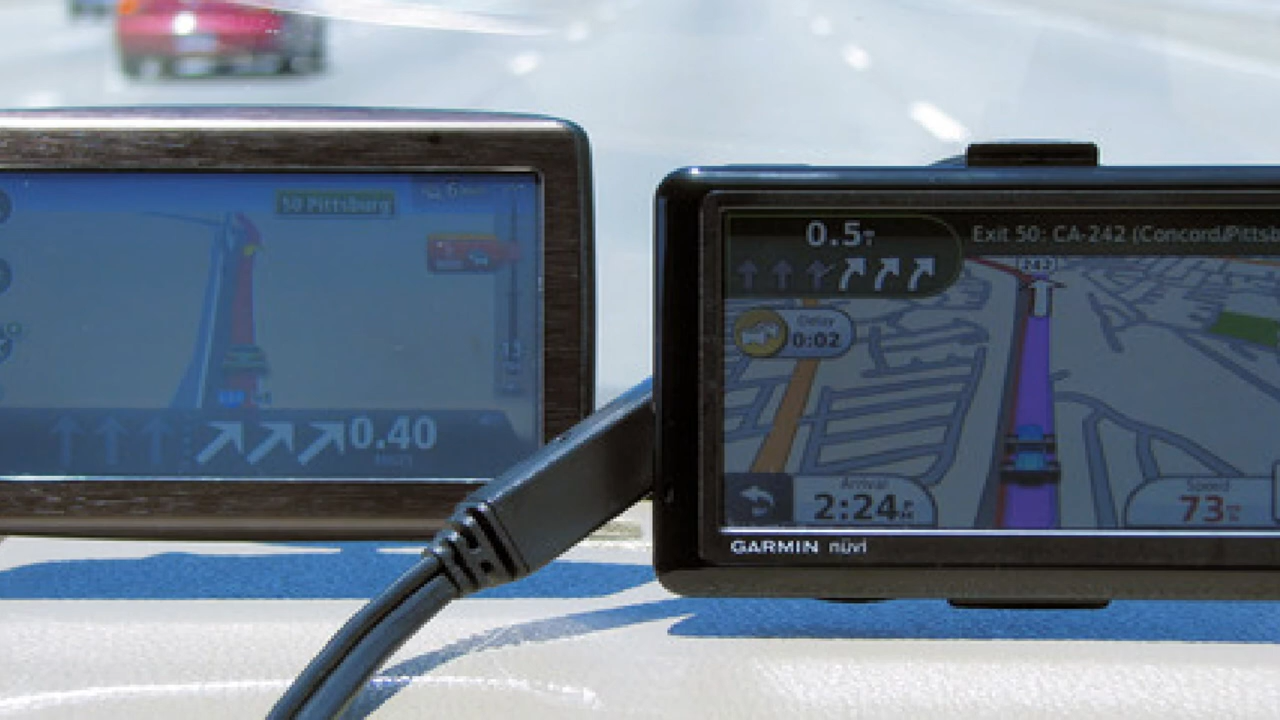 50 Pittsburg
0.40
0.5
Exit 50: CA-242 (Concord/Pittsb
242
Delay
0:02
Arrival
2:24
Speed
73
GARMIN nüvi